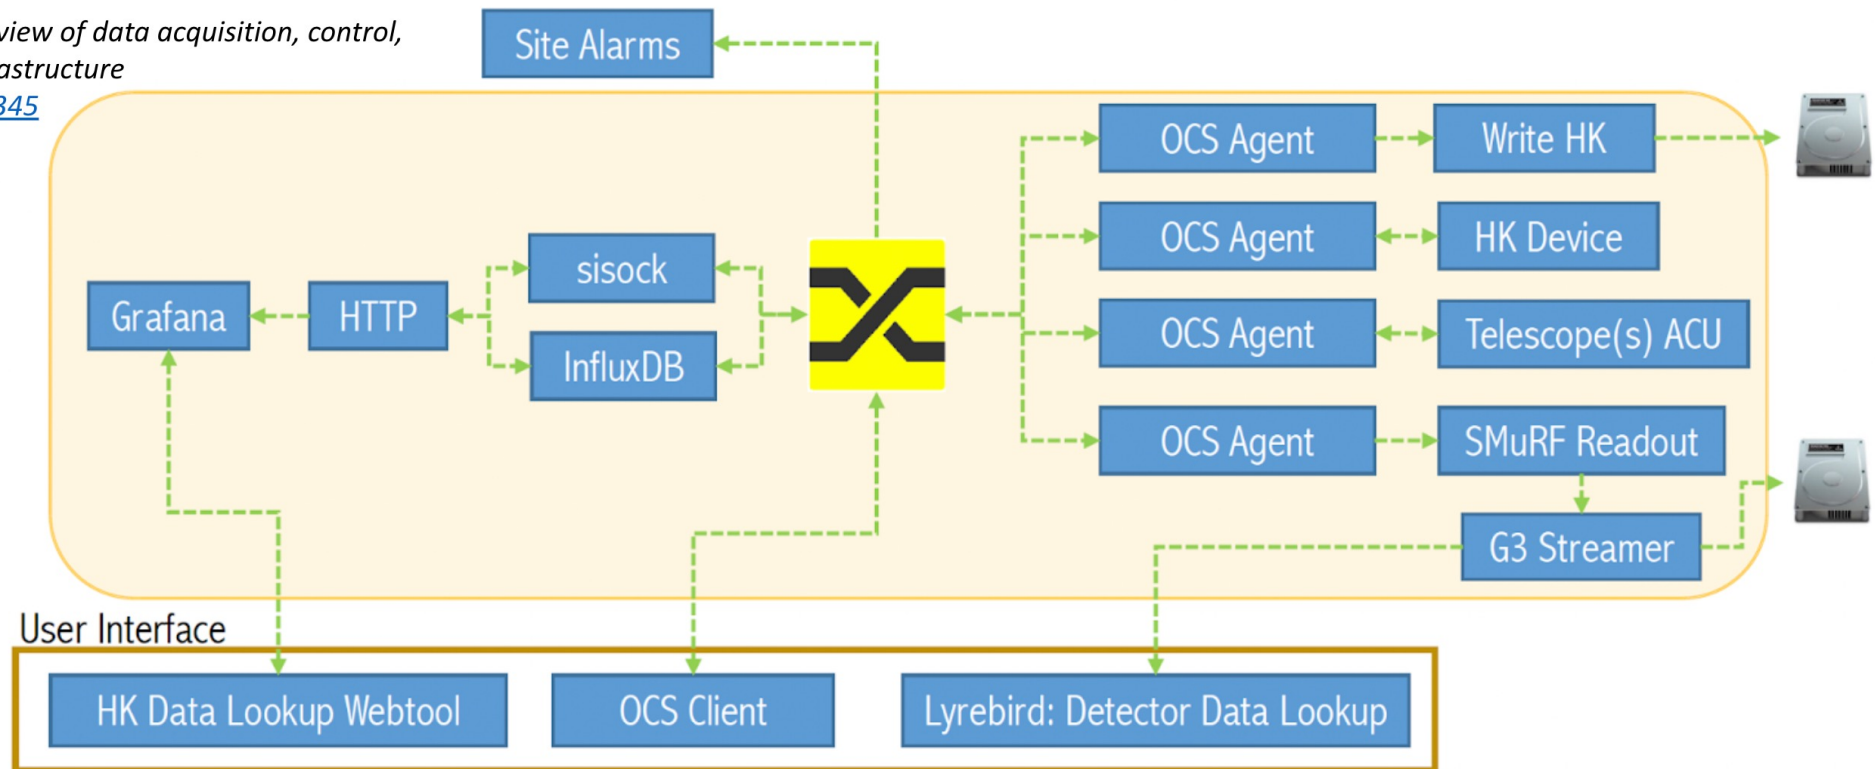 view of data acquisition, control,
astructure
345
Site Alarms
OCS Agent
Write HK
OCS Agent
HK Device
sisock
Grafana
HTTP
OCS Agent
Telescope(s) ACU
InfluxDB
OCS Agent
SMuRF Readout
G3 Streamer
User Interface
HK Data Lookup Webtool
OCS Client
Lyrebird: Detector Data Lookup